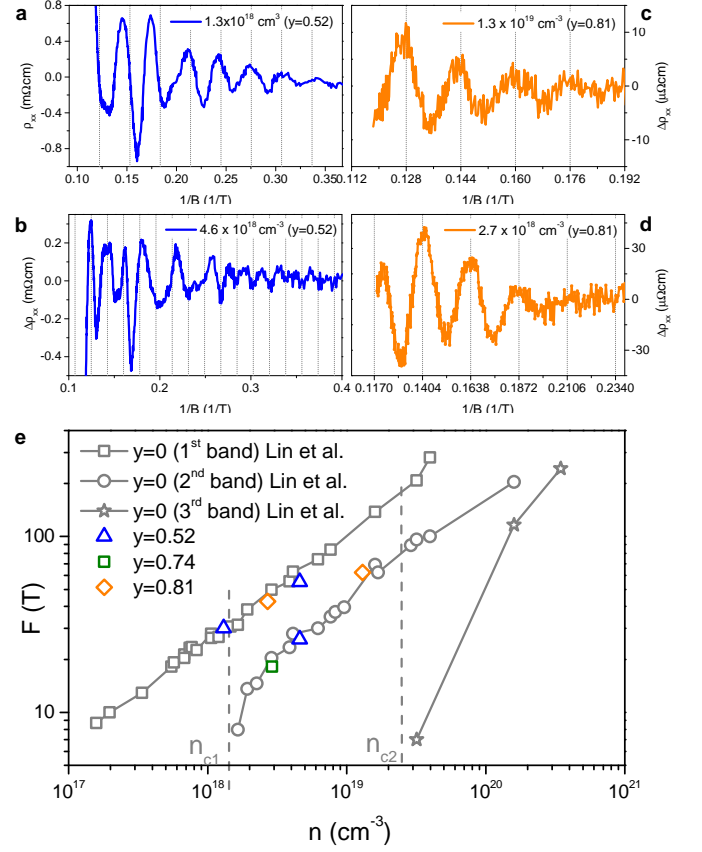 a
1.3x10¹⁸ cm³ (y=0.52)
0.8
0.4
0.0
-0.4
-0.8
ρxx (mΩcm)
0.10 0.15 0.20 0.25 0.30 0.350
1/B (1/T)
c
1.3 x 10¹⁹ cm⁻³ (y=0.81)
10
0
-10
Δρxx (μΩcm)
0.112 0.128 0.144 0.160 0.176 0.192
1/B (1/T)
b
4.6 x 10¹⁸ cm⁻³ (y=0.52)
0.2
0.0
-0.2
-0.4
Δρxx (mΩcm)
0.1 0.2 0.3 0.4
1/B (1/T)
d
2.7 x 10¹⁸ cm⁻³ (y=0.81)
30
0
-30
Δρxx (μΩcm)
0.1170 0.1404 0.1638 0.1872 0.2106 0.2340
1/B (1/T)
e
y=0 (1st band) Lin et al.
y=0 (2nd band) Lin et al.
y=0 (3rd band) Lin et al.
y=0.52
y=0.74
y=0.81
100
10
F (T)
nc1
nc2
10¹⁷ 10¹⁸ 10¹⁹ 10²⁰ 10²¹
n (cm⁻³)